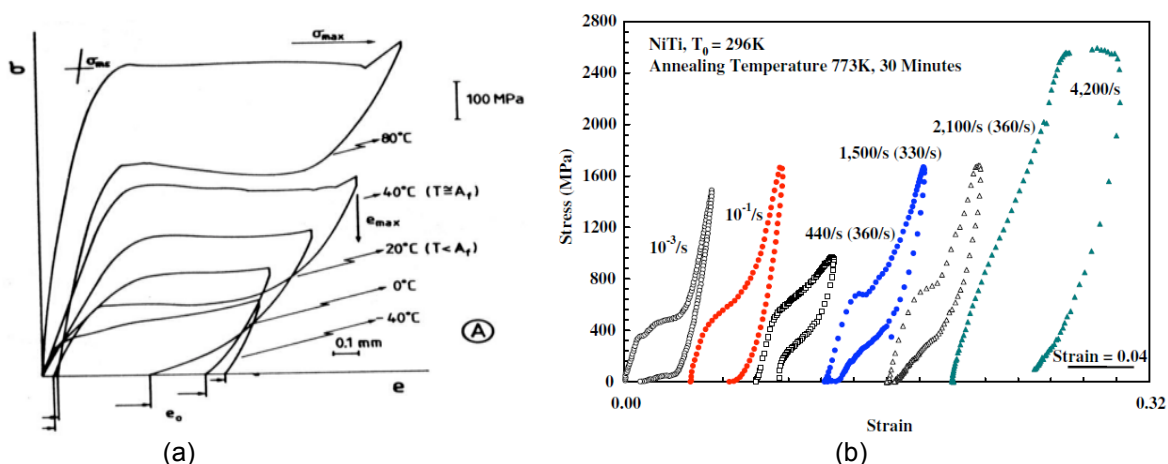 σ
σms
σmax
100 MPa
80°C
40°C (T≅Af)
emax
20°C (T<Af)
0°C
-40°C
A
0.1 mm
e
eo
(a)
2800
2400
2000
1600
1200
800
400
0
Stress (MPa)
NiTi, T0 = 296K
Annealing Temperature 773K, 30 Minutes
4,200/s
2,100/s (360/s)
1,500/s (330/s)
10-1/s
440/s (360/s)
10-3/s
Strain = 0.04
0.00
0.32
Strain
(b)